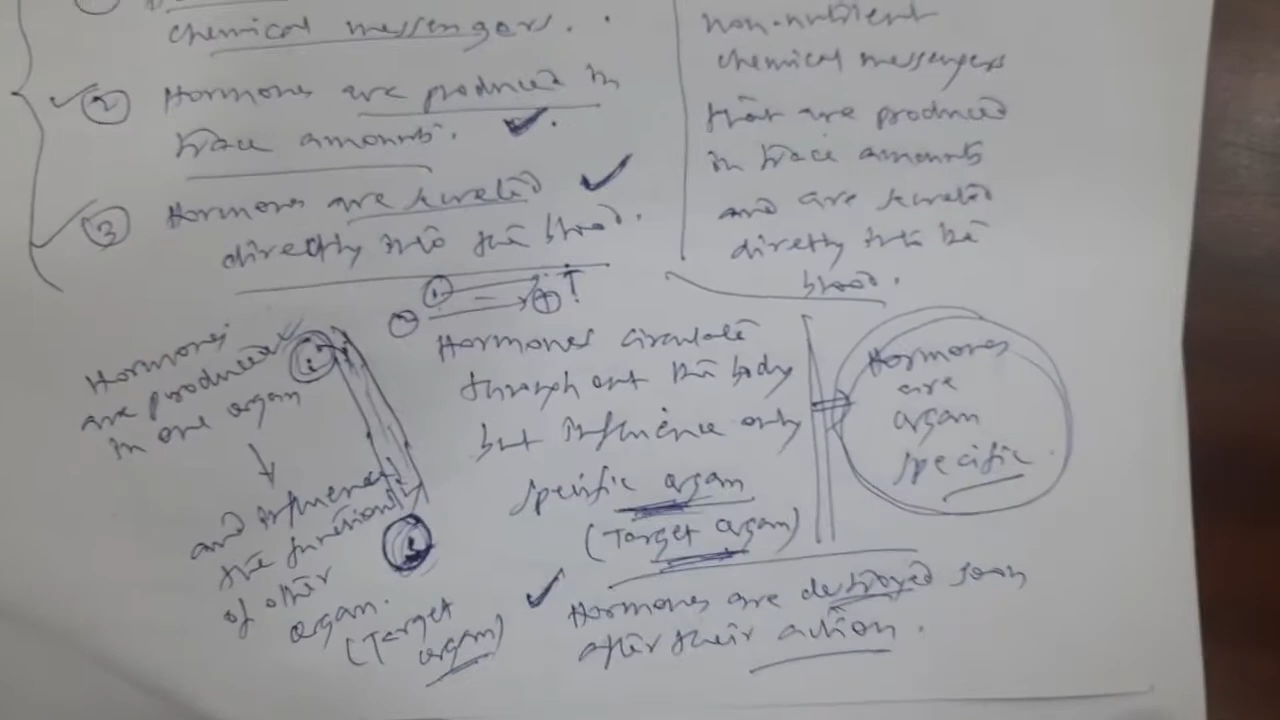 chemical messengers.
② Hormones are produced in
trace amounts.
③ Hormones are secreted
directly into the blood.
non-nutrient
chemical messengers
that are produced
in trace amounts
and are secreted
directly into the
blood.
Hormones
are produced
in one organ
and influence
the functions
of other
organ.
(Target
organ)
Hormones circulate
through out the body
but influence only
specific organ
(Target organ)
Hormones
are
organ
specific.
Hormones are destroyed soon
after their action.